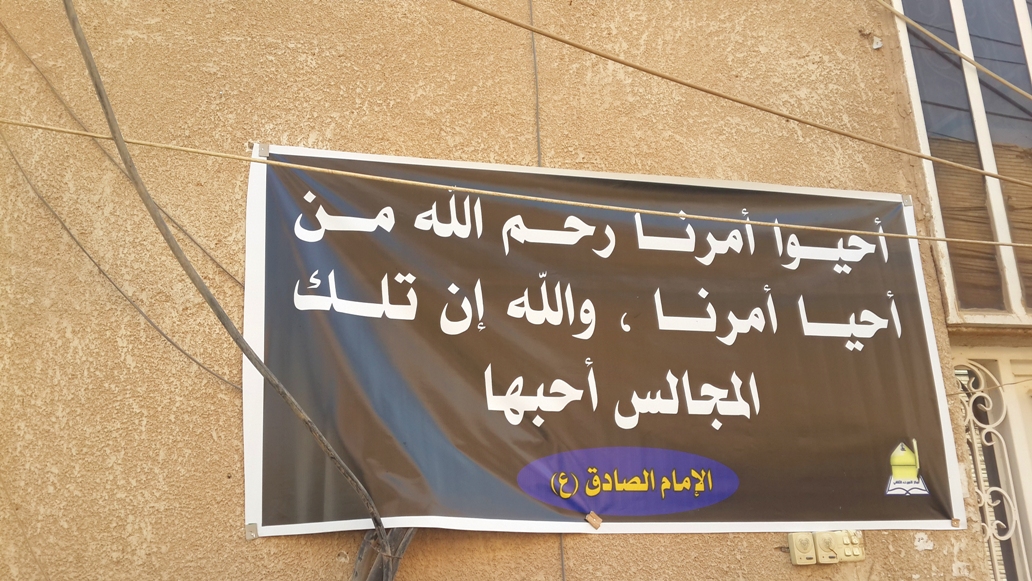 أحيوا أمرنا رحم الله من
أحيا أمرنا ، والله إن تلك
المجالس أحبها
الإمام الصادق (ع)